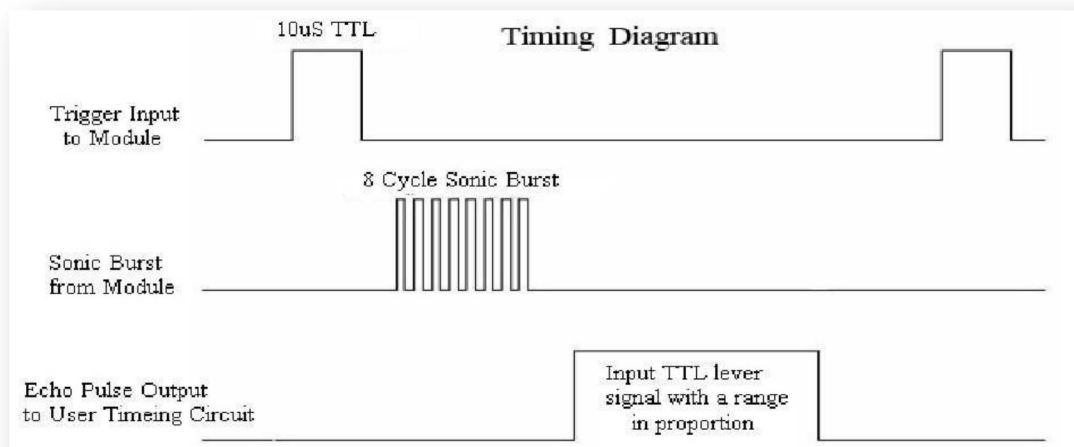 10uS TTL
Timing Diagram
Trigger Input
to Module
8 Cycle Sonic Burst
Sonic Burst
from Module
Echo Pulse Output
to User Timeing Circuit
Input TTL lever
signal with a range
in proportion